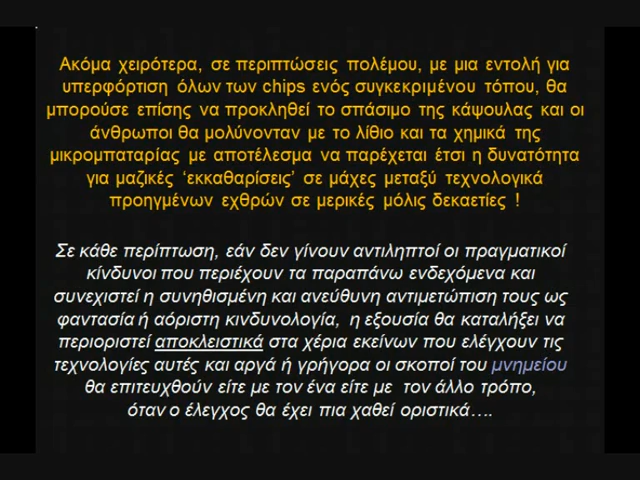 Ακόμα χειρότερα, σε περιπτώσεις πολέμου, με μια εντολή για
υπερφόρτιση όλων των chips ενός συγκεκριμένου τόπου, θα
μπορούσε επίσης να προκληθεί το σπάσιμο της κάψουλας και οι
άνθρωποι θα μολύνονταν με το λίθιο και τα χημικά της
μικρομπαταρίας με αποτέλεσμα να παρέχεται έτσι η δυνατότητα
για μαζικές ‘εκκαθαρίσεις’ σε μάχες μεταξύ τεχνολογικά
προηγμένων εχθρών σε μερικές μόλις δεκαετίες !
Σε κάθε περίπτωση, εάν δεν γίνουν αντιληπτοί οι πραγματικοί
κίνδυνοι που περιέχουν τα παραπάνω ενδεχόμενα και
συνεχιστεί η συνηθισμένη και ανεύθυνη αντιμετώπιση τους ως
φαντασία ή αόριστη κινδυνολογία, η εξουσία θα καταλήξει να
περιοριστεί αποκλειστικά στα χέρια εκείνων που ελέγχουν τις
τεχνολογίες αυτές και αργά ή γρήγορα οι σκοποί του μνημείου
θα επιτευχθούν είτε με τον ένα είτε με τον άλλο τρόπο,
όταν ο έλεγχος θα έχει πια χαθεί οριστικά….